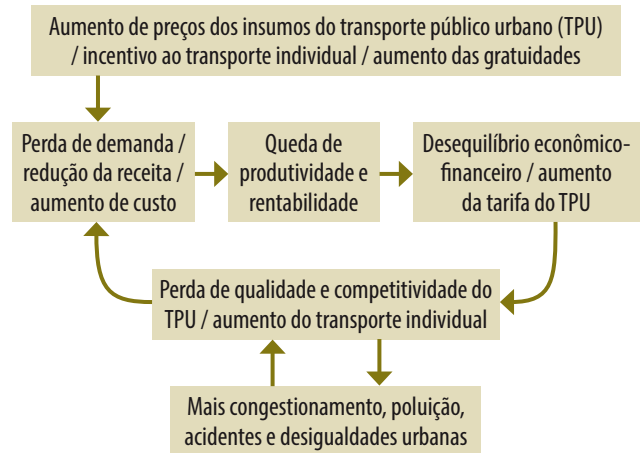 Aumento de preços dos insumos do transporte público urbano (TPU)
/ incentivo ao transporte individual / aumento das gratuidades
Perda de demanda /
redução da receita /
aumento de custo
Queda de
produtividade e
rentabilidade
Desequilíbrio econômico-
financeiro / aumento
da tarifa do TPU
Perda de qualidade e competitividade do
TPU / aumento do transporte individual
Mais congestionamento, poluição,
acidentes e desigualdades urbanas